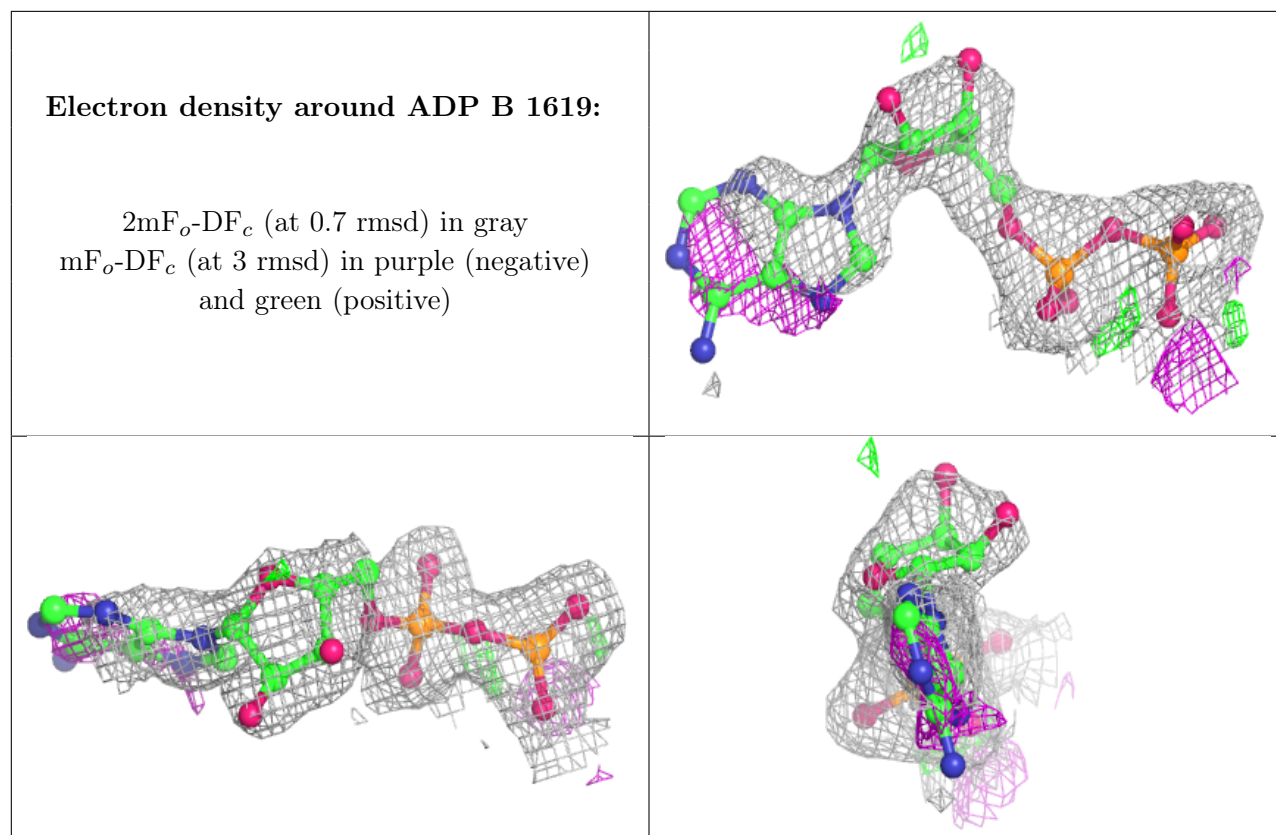 Electron density around ADP B 1619:
2mFₒ-DF𝒸 (at 0.7 rmsd) in gray
mFₒ-DF𝒸 (at 3 rmsd) in purple (negative)
and green (positive)